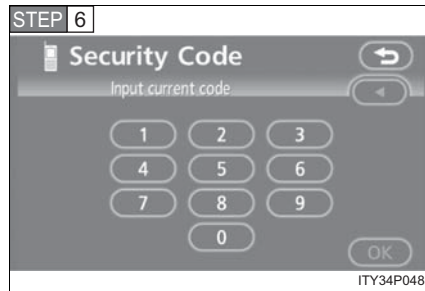 STEP 6
Security Code
Input current code
1 2 3
4 5 6
7 8 9
0
OK
ITY34P048